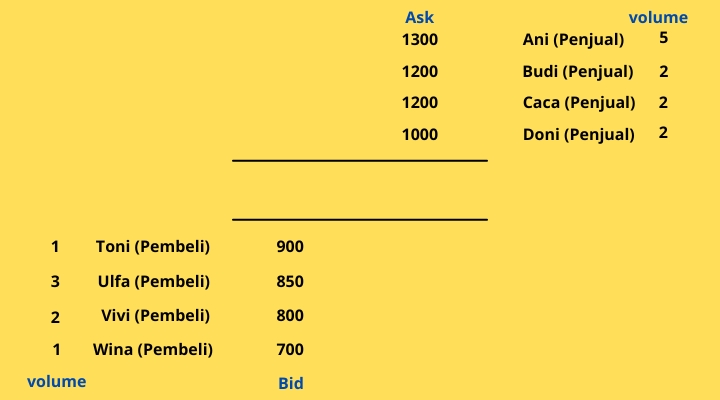 Ask volume
1300 Ani (Penjual) 5
1200 Budi (Penjual) 2
1200 Caca (Penjual) 2
1000 Doni (Penjual) 2
1 Toni (Pembeli) 900
3 Ulfa (Pembeli) 850
2 Vivi (Pembeli) 800
1 Wina (Pembeli) 700
volume Bid